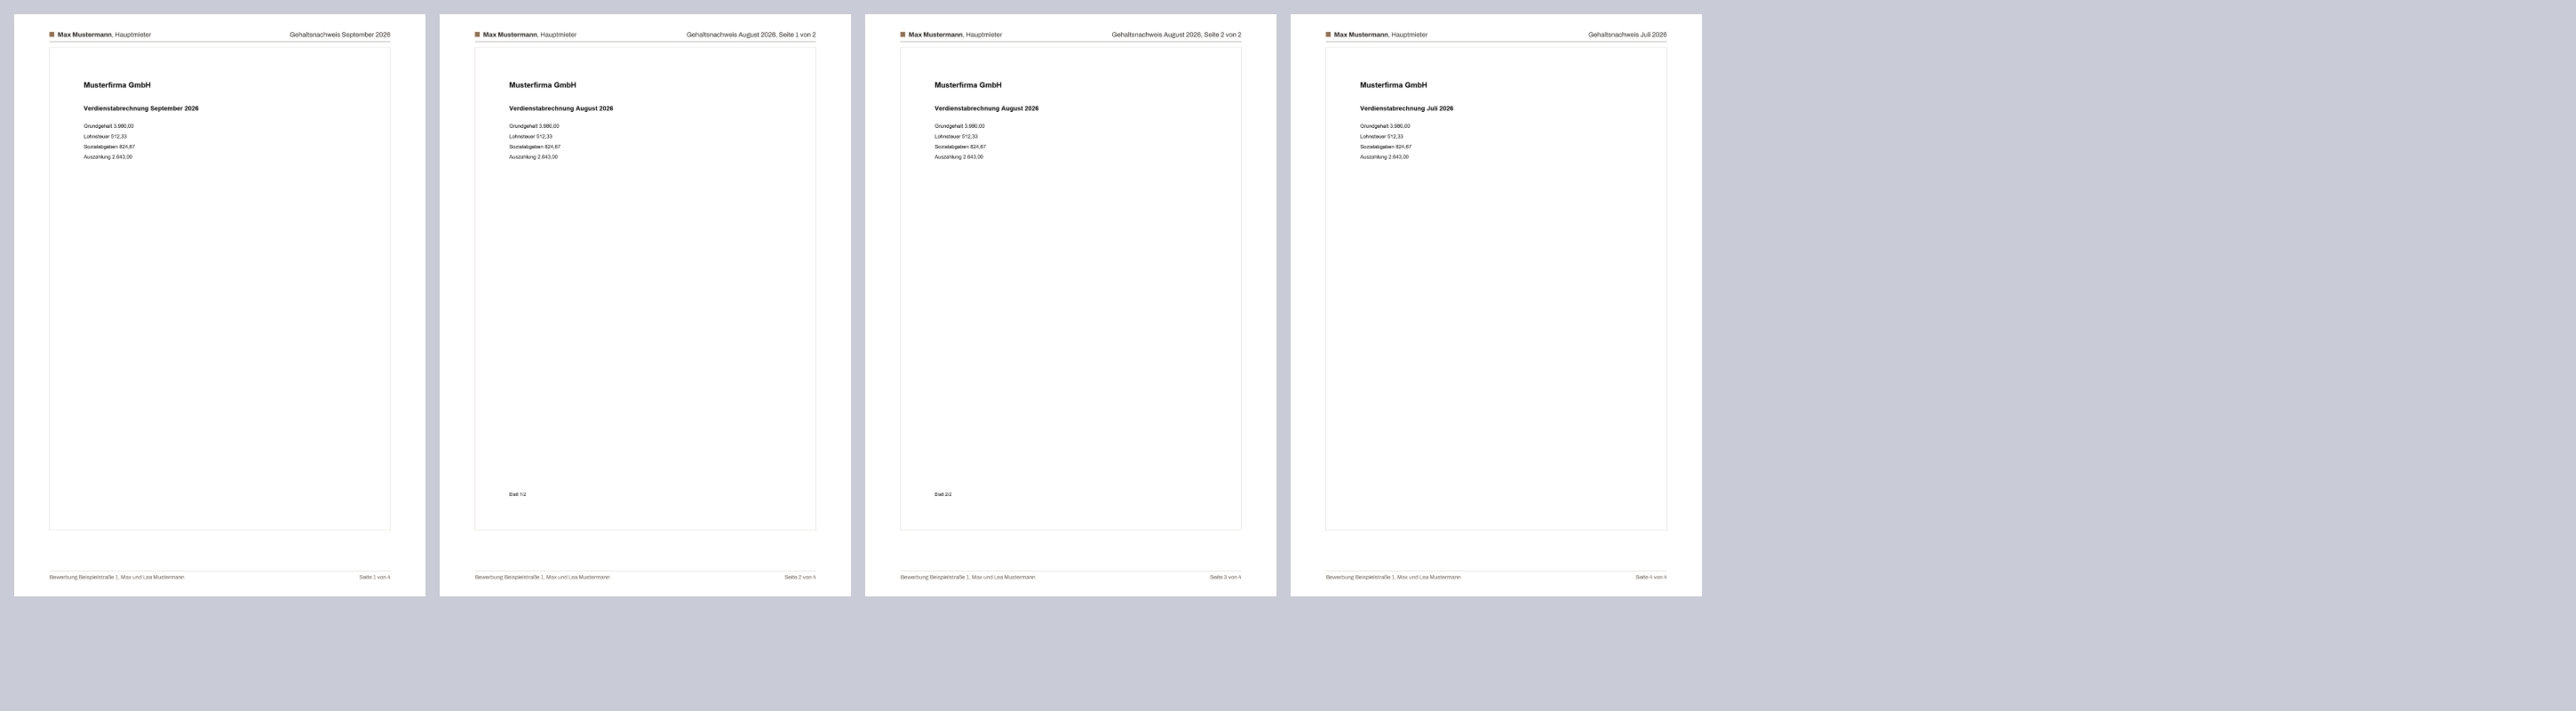 Max Mustermann, Hauptmieter Gehaltsnachweis September 2026
Musterfirma GmbH
Verdienstabrechnung September 2026
Grundgehalt 3.980,00
Lohnsteuer 512,33
Sozialabgaben 824,67
Auszahlung 2.643,00
Bewerbung Beispielstraße 1, Max und Lea Mustermann Seite 1 von 4
Max Mustermann, Hauptmieter Gehaltsnachweis August 2026, Seite 1 von 2
Musterfirma GmbH
Verdienstabrechnung August 2026
Grundgehalt 3.980,00
Lohnsteuer 512,33
Sozialabgaben 824,67
Auszahlung 2.643,00
Blatt 1/2
Bewerbung Beispielstraße 1, Max und Lea Mustermann Seite 2 von 4
Max Mustermann, Hauptmieter Gehaltsnachweis August 2026, Seite 2 von 2
Musterfirma GmbH
Verdienstabrechnung August 2026
Grundgehalt 3.980,00
Lohnsteuer 512,33
Sozialabgaben 824,67
Auszahlung 2.643,00
Blatt 2/2
Bewerbung Beispielstraße 1, Max und Lea Mustermann Seite 3 von 4
Max Mustermann, Hauptmieter Gehaltsnachweis Juli 2026
Musterfirma GmbH
Verdienstabrechnung Juli 2026
Grundgehalt 3.980,00
Lohnsteuer 512,33
Sozialabgaben 824,67
Auszahlung 2.643,00
Bewerbung Beispielstraße 1, Max und Lea Mustermann Seite 4 von 4